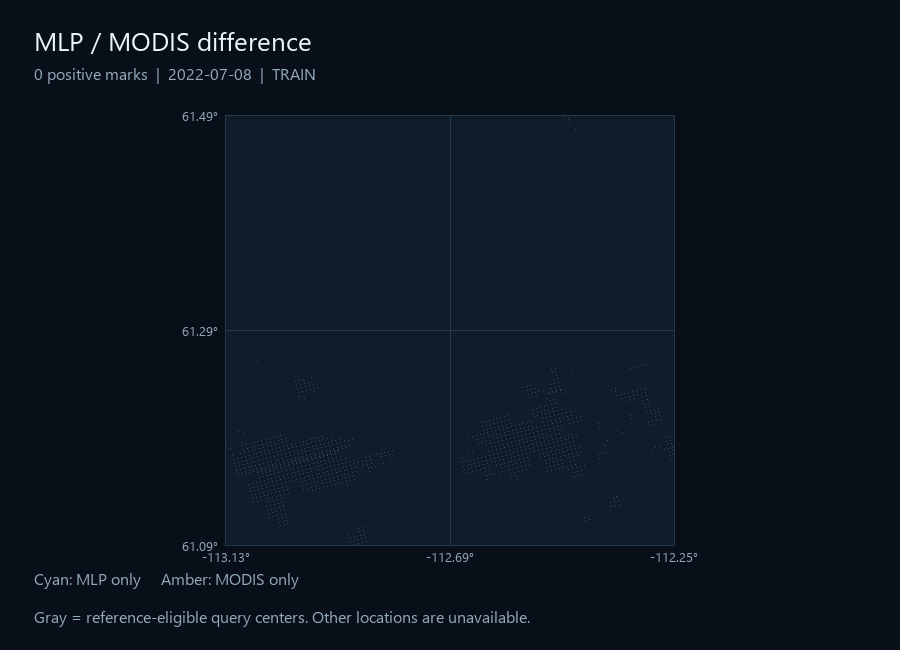 MLP / MODIS difference
0 positive marks | 2022-07-08 | TRAIN
61.49°
61.29°
61.09°
-113.13° -112.69° -112.25°
Cyan: MLP only Amber: MODIS only
Gray = reference-eligible query centers. Other locations are unavailable.